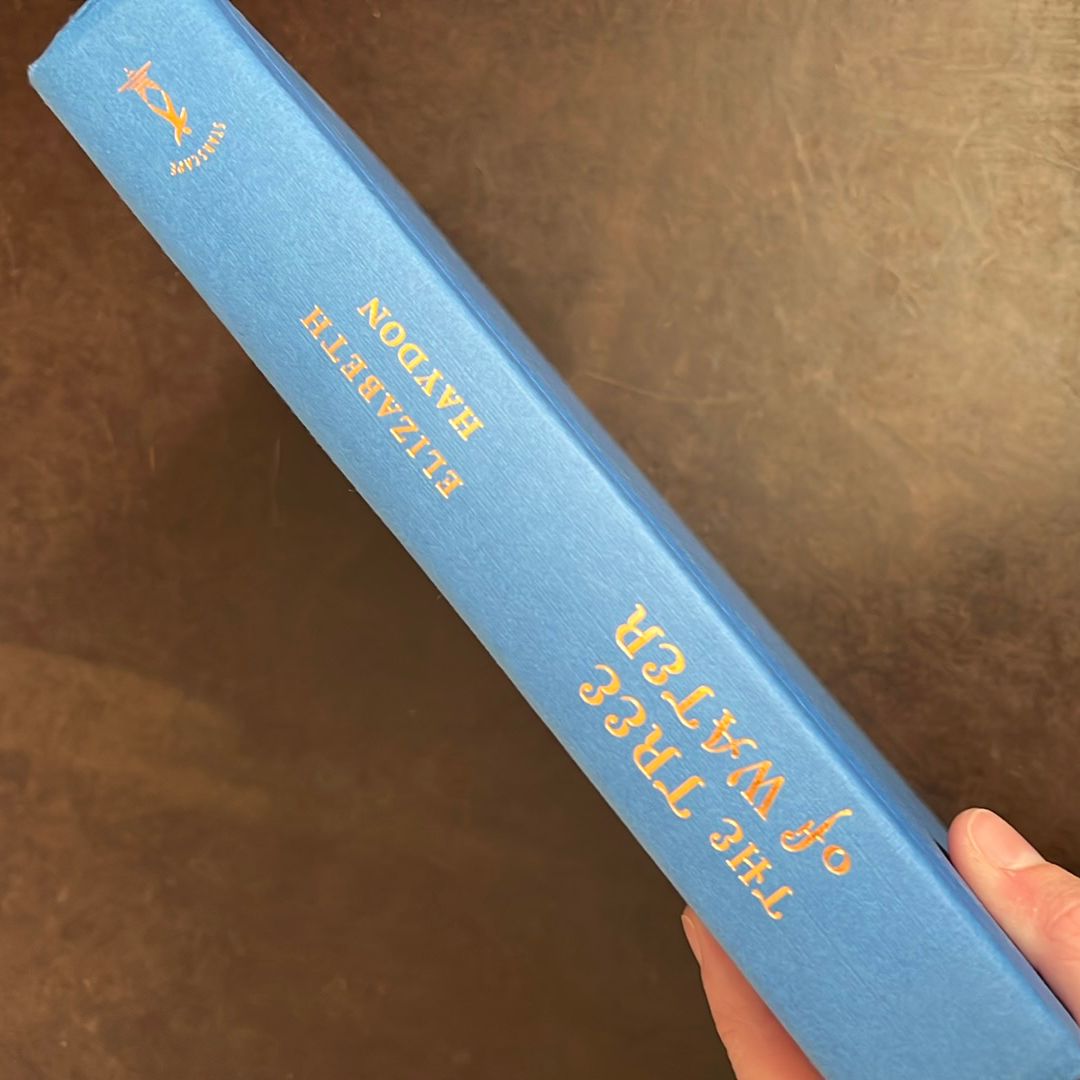 THE TREE
of WATER
ELIZABETH
HAYDON
STARSCAPE